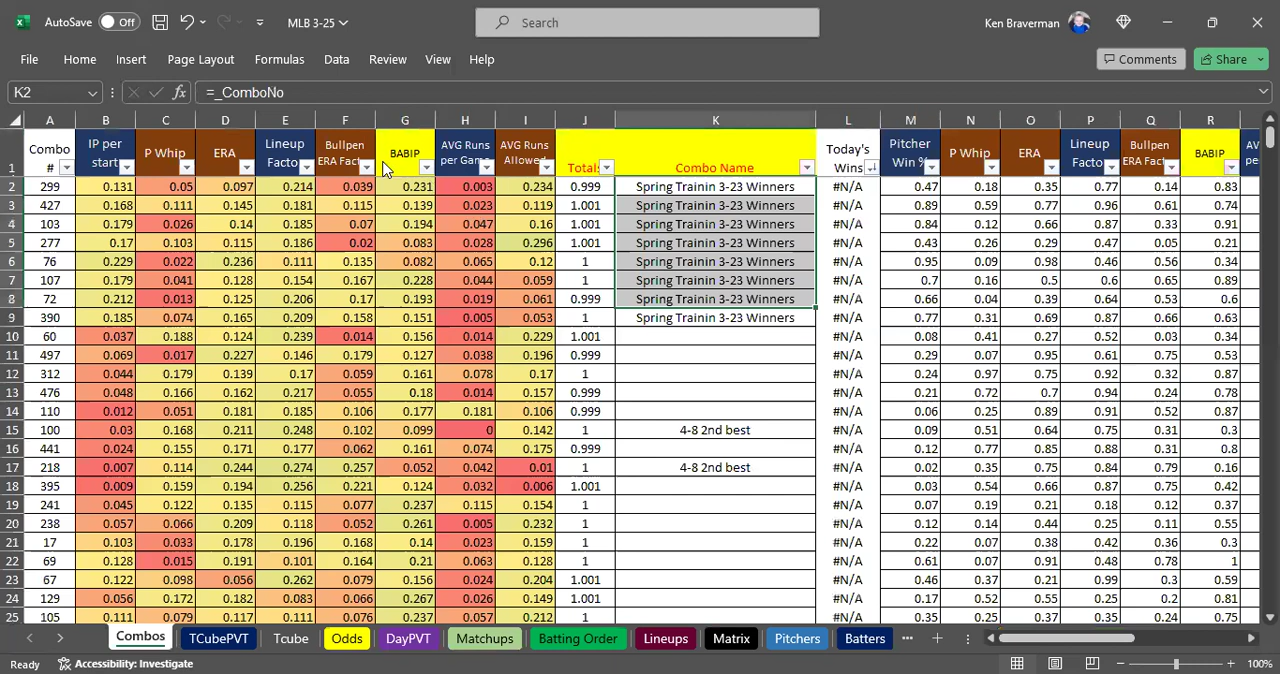 AutoSave Off MLB 3-25 Search Ken Braverman
File Home Insert Page Layout Formulas Data Review View Help Comments Share
K2 fx =_ComboNo
A B C D E F G H I J K L M N O P Q R
1 Combo # IP per start P Whip ERA Lineup Facto Bullpen ERA Fact BABIP AVG Runs per Game AVG Runs Allowed Totals Combo Name Today's Wins Pitcher Win % P Whip ERA Lineup Facto Bullpen ERA Fact BABIP AV pe
2 299 0.131 0.05 0.097 0.214 0.039 0.231 0.003 0.234 0.999 Spring Trainin 3-23 Winners #N/A 0.47 0.18 0.35 0.77 0.14 0.83
3 427 0.168 0.111 0.145 0.181 0.115 0.139 0.023 0.119 1.001 Spring Trainin 3-23 Winners #N/A 0.89 0.59 0.77 0.96 0.61 0.74
4 103 0.179 0.026 0.14 0.185 0.07 0.194 0.047 0.16 1.001 Spring Trainin 3-23 Winners #N/A 0.84 0.12 0.66 0.87 0.33 0.91
5 277 0.17 0.103 0.115 0.185 0.02 0.083 0.028 0.296 1.001 Spring Trainin 3-23 Winners #N/A 0.43 0.26 0.29 0.47 0.05 0.21
6 76 0.229 0.022 0.236 0.111 0.135 0.082 0.065 0.12 1 Spring Trainin 3-23 Winners #N/A 0.95 0.09 0.98 0.46 0.56 0.34
7 107 0.179 0.041 0.128 0.154 0.167 0.228 0.044 0.059 1 Spring Trainin 3-23 Winners #N/A 0.7 0.16 0.5 0.6 0.65 0.89
8 72 0.212 0.013 0.125 0.206 0.17 0.193 0.019 0.061 0.999 Spring Trainin 3-23 Winners #N/A 0.66 0.04 0.39 0.64 0.53 0.6
9 390 0.185 0.074 0.165 0.209 0.158 0.151 0.005 0.053 1 Spring Trainin 3-23 Winners #N/A 0.77 0.31 0.69 0.87 0.66 0.63
10 60 0.037 0.188 0.124 0.239 0.014 0.156 0.014 0.229 1.001 #N/A 0.08 0.41 0.27 0.52 0.03 0.34
11 497 0.069 0.017 0.227 0.146 0.179 0.127 0.038 0.196 0.999 #N/A 0.29 0.07 0.95 0.61 0.75 0.53
12 312 0.044 0.179 0.139 0.17 0.059 0.161 0.078 0.17 1 #N/A 0.24 0.97 0.75 0.92 0.32 0.87
13 476 0.048 0.166 0.162 0.217 0.055 0.18 0.014 0.157 0.999 #N/A 0.21 0.72 0.7 0.94 0.24 0.78
14 110 0.012 0.051 0.181 0.185 0.106 0.177 0.181 0.106 0.999 #N/A 0.06 0.25 0.89 0.91 0.52 0.87
15 100 0.03 0.168 0.211 0.248 0.102 0.099 0 0.142 1 4-8 2nd best #N/A 0.09 0.51 0.64 0.75 0.31 0.3
16 441 0.044 0.155 0.171 0.177 0.062 0.161 0.074 0.175 0.999 #N/A 0.12 0.77 0.85 0.88 0.31 0.8
17 218 0.007 0.114 0.244 0.274 0.257 0.052 0.042 0.01 1 4-8 2nd best #N/A 0.02 0.35 0.75 0.84 0.79 0.16
18 395 0.009 0.159 0.194 0.256 0.221 0.124 0.032 0.006 1.001 #N/A 0.03 0.54 0.66 0.87 0.75 0.42
19 241 0.045 0.122 0.135 0.115 0.077 0.237 0.115 0.154 1 #N/A 0.07 0.19 0.21 0.18 0.12 0.37
20 238 0.057 0.066 0.209 0.118 0.052 0.261 0.005 0.232 1 #N/A 0.12 0.14 0.44 0.25 0.11 0.55
21 17 0.103 0.033 0.178 0.196 0.168 0.14 0.023 0.159 1 #N/A 0.22 0.07 0.38 0.42 0.36 0.3
22 69 0.128 0.015 0.191 0.101 0.164 0.21 0.063 0.128 1 #N/A 0.61 0.07 0.91 0.48 0.78 1
23 67 0.122 0.098 0.056 0.262 0.079 0.156 0.024 0.204 1.001 #N/A 0.46 0.37 0.21 0.99 0.3 0.59
24 129 0.056 0.172 0.182 0.083 0.066 0.267 0.026 0.149 1.001 #N/A 0.17 0.52 0.55 0.25 0.2 0.81
25 105 0.111 0.079 0.117 0.186 0.076 0.163 0.057 0.212 1 #N/A 0.35 0.25 0.37 0.58 0.24 0.75
Combos TCubePVT Tcube Odds DayPVT Matchups Batting Order Lineups Matrix Pitchers Batters
Ready Accessibility: Investigate 100%